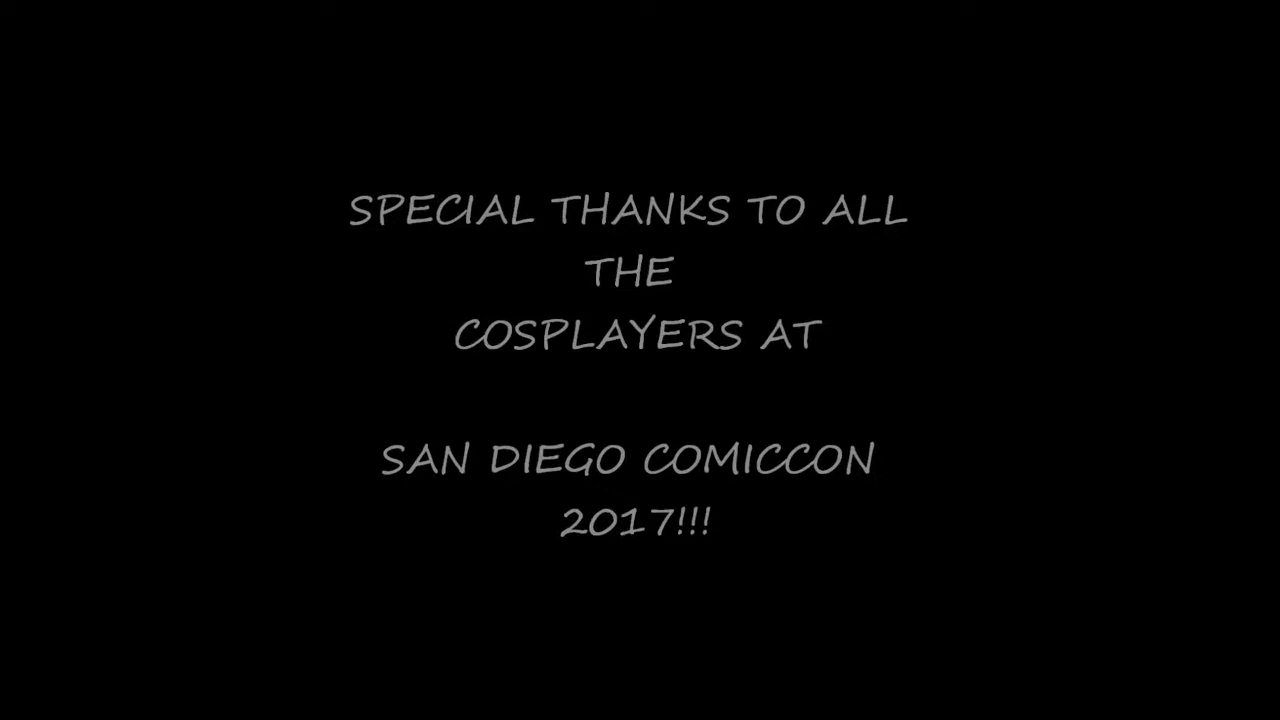 SPECIAL THANKS TO ALL
THE
COSPLAYERS AT
SAN DIEGO COMICCON
2017!!!